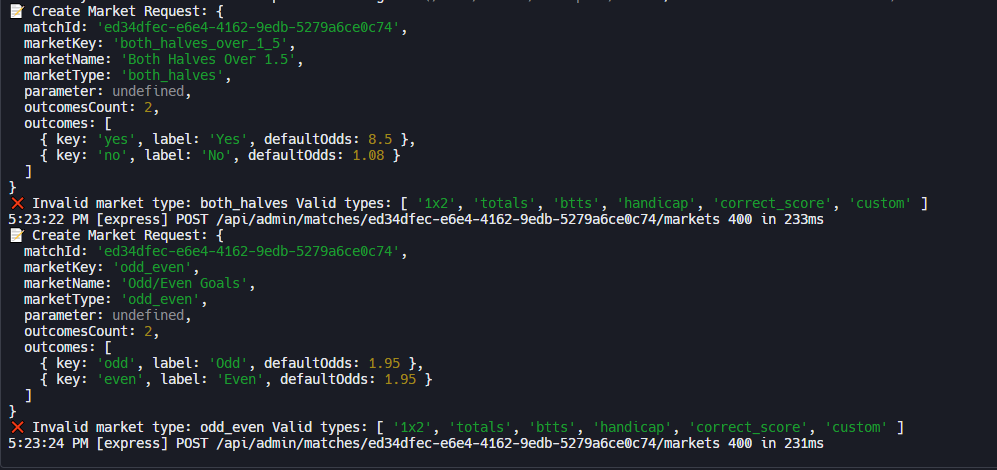 📝 Create Market Request: {
  matchId: 'ed34dfec-e6e4-4162-9edb-5279a6ce0c74',
  marketKey: 'both_halves_over_1_5',
  marketName: 'Both Halves Over 1.5',
  marketType: 'both_halves',
  parameter: undefined,
  outcomesCount: 2,
  outcomes: [
    { key: 'yes', label: 'Yes', defaultOdds: 8.5 },
    { key: 'no', label: 'No', defaultOdds: 1.08 }
  ]
}
❌ Invalid market type: both_halves Valid types: [ '1x2', 'totals', 'btts', 'handicap', 'correct_score', 'custom' ]
5:23:22 PM [express] POST /api/admin/matches/ed34dfec-e6e4-4162-9edb-5279a6ce0c74/markets 400 in 233ms
📝 Create Market Request: {
  matchId: 'ed34dfec-e6e4-4162-9edb-5279a6ce0c74',
  marketKey: 'odd_even',
  marketName: 'Odd/Even Goals',
  marketType: 'odd_even',
  parameter: undefined,
  outcomesCount: 2,
  outcomes: [
    { key: 'odd', label: 'Odd', defaultOdds: 1.95 },
    { key: 'even', label: 'Even', defaultOdds: 1.95 }
  ]
}
❌ Invalid market type: odd_even Valid types: [ '1x2', 'totals', 'btts', 'handicap', 'correct_score', 'custom' ]
5:23:24 PM [express] POST /api/admin/matches/ed34dfec-e6e4-4162-9edb-5279a6ce0c74/markets 400 in 231ms